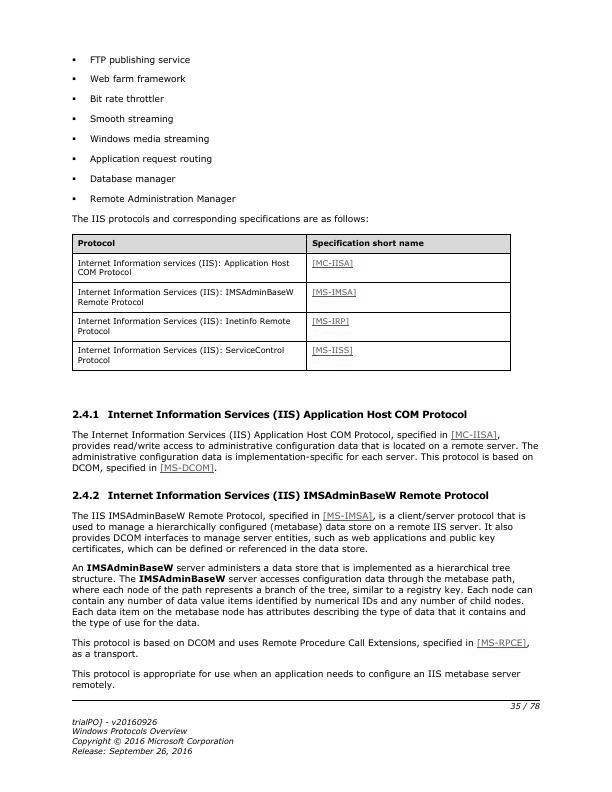 ▪ FTP publishing service
▪ Web farm framework
▪ Bit rate throttler
▪ Smooth streaming
▪ Windows media streaming
▪ Application request routing
▪ Database manager
▪ Remote Administration Manager
The IIS protocols and corresponding specifications are as follows:
Protocol Specification short name
Internet Information services (IIS): Application Host [MC-IISA]
COM Protocol
Internet Information Services (IIS): IMSAdminBaseW [MS-IMSA]
Remote Protocol
Internet Information Services (IIS): Inetinfo Remote [MS-IRP]
Protocol
Internet Information Services (IIS): ServiceControl [MS-IISS]
Protocol
2.4.1 Internet Information Services (IIS) Application Host COM Protocol
The Internet Information Services (IIS) Application Host COM Protocol, specified in [MC-IISA],
provides read/write access to administrative configuration data that is located on a remote server. The
administrative configuration data is implementation-specific for each server. This protocol is based on
DCOM, specified in [MS-DCOM].
2.4.2 Internet Information Services (IIS) IMSAdminBaseW Remote Protocol
The IIS IMSAdminBaseW Remote Protocol, specified in [MS-IMSA], is a client/server protocol that is
used to manage a hierarchically configured (metabase) data store on a remote IIS server. It also
provides DCOM interfaces to manage server entities, such as web applications and public key
certificates, which can be defined or referenced in the data store.
An IMSAdminBaseW server administers a data store that is implemented as a hierarchical tree
structure. The IMSAdminBaseW server accesses configuration data through the metabase path,
where each node of the path represents a branch of the tree, similar to a registry key. Each node can
contain any number of data value items identified by numerical IDs and any number of child nodes.
Each data item on the metabase node has attributes describing the type of data that it contains and
the type of use for the data.
This protocol is based on DCOM and uses Remote Procedure Call Extensions, specified in [MS-RPCE],
as a transport.
This protocol is appropriate for use when an application needs to configure an IIS metabase server
remotely.
35 / 78
trialPO] - v20160926
Windows Protocols Overview
Copyright © 2016 Microsoft Corporation
Release: September 26, 2016